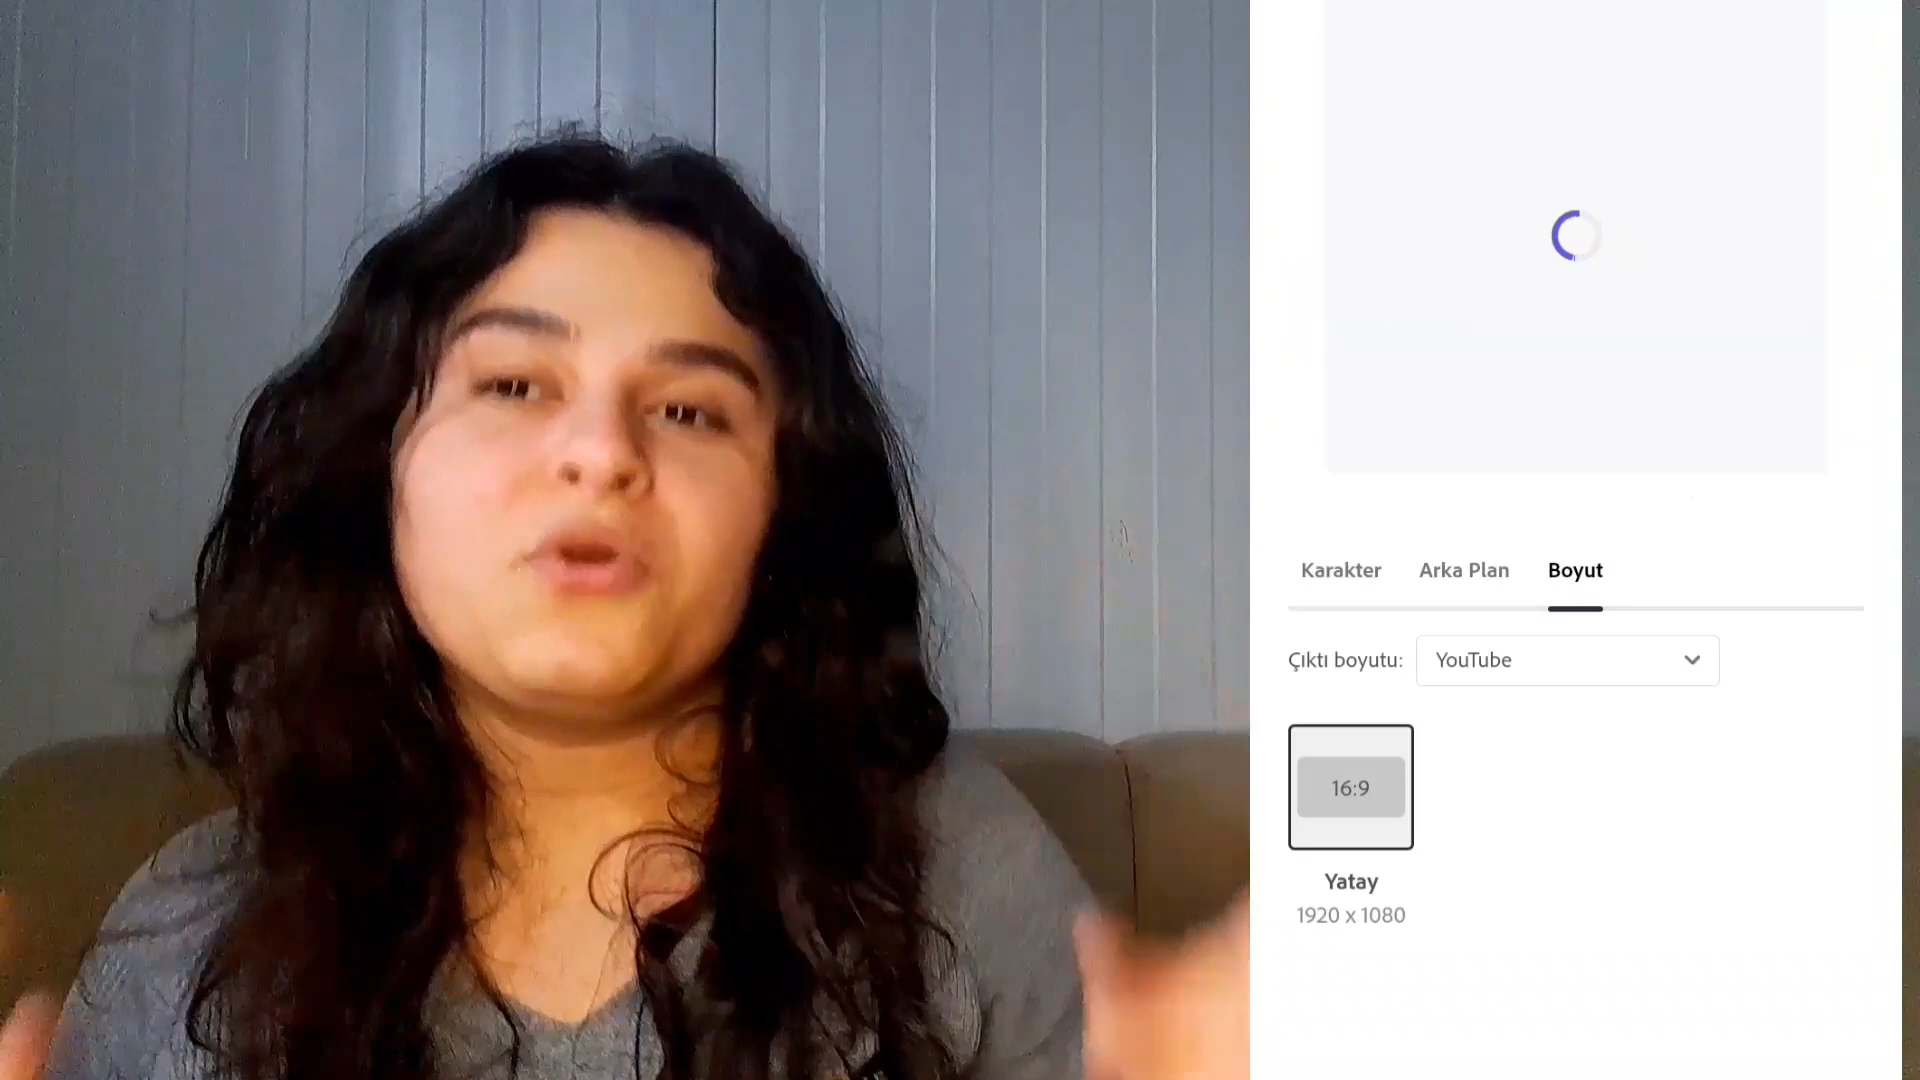 Karakter Arka Plan Boyut
Çıktı boyutu: YouTube
16:9
Yatay
1920 x 1080